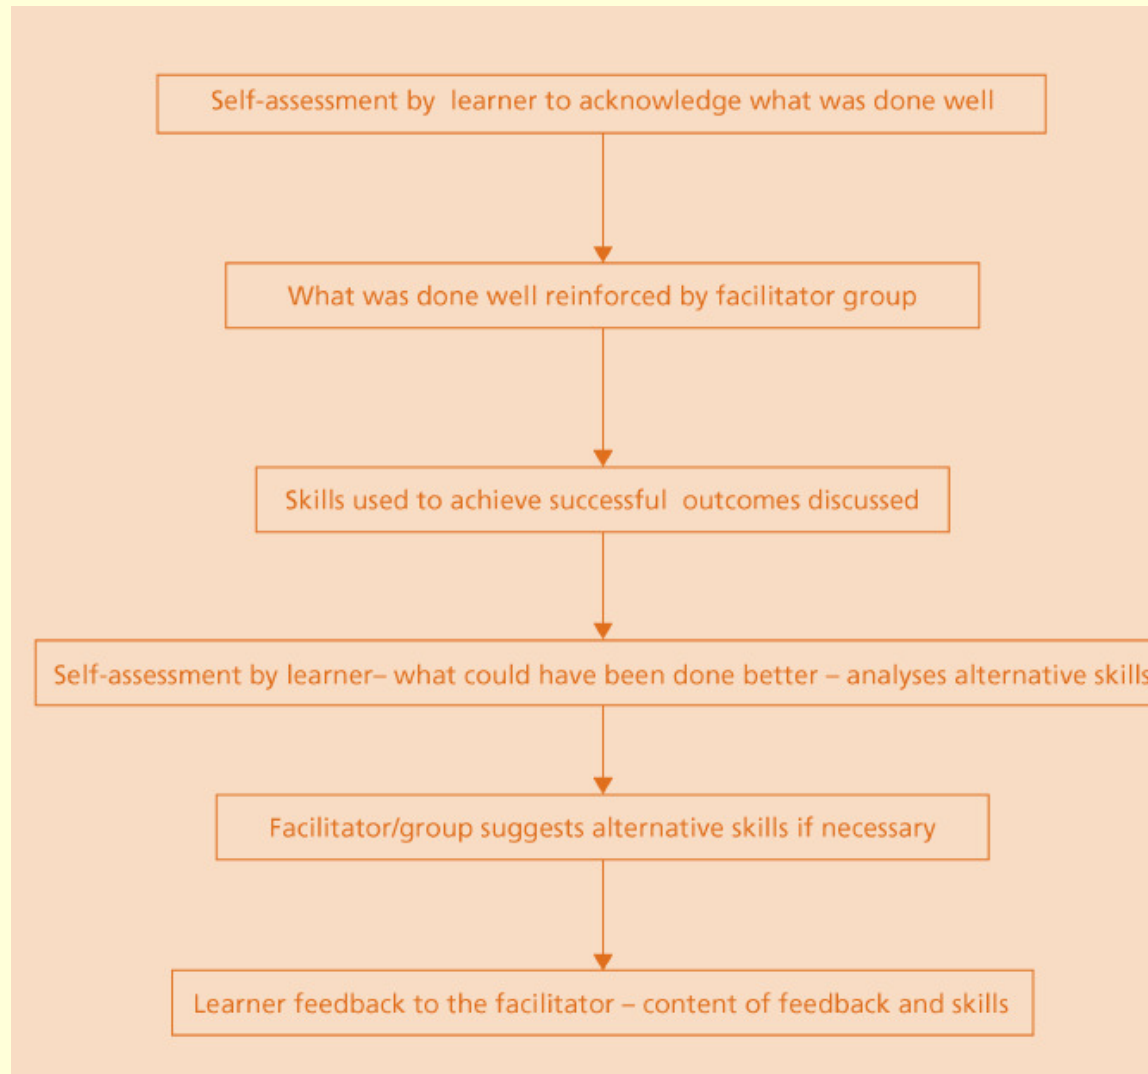 Self-assessment by learner to acknowledge what was done well
What was done well reinforced by facilitator group
Skills used to achieve successful outcomes discussed
Self-assessment by learner– what could have been done better – analyses alternative skills
Facilitator/group suggests alternative skills if necessary
Learner feedback to the facilitator – content of feedback and skills